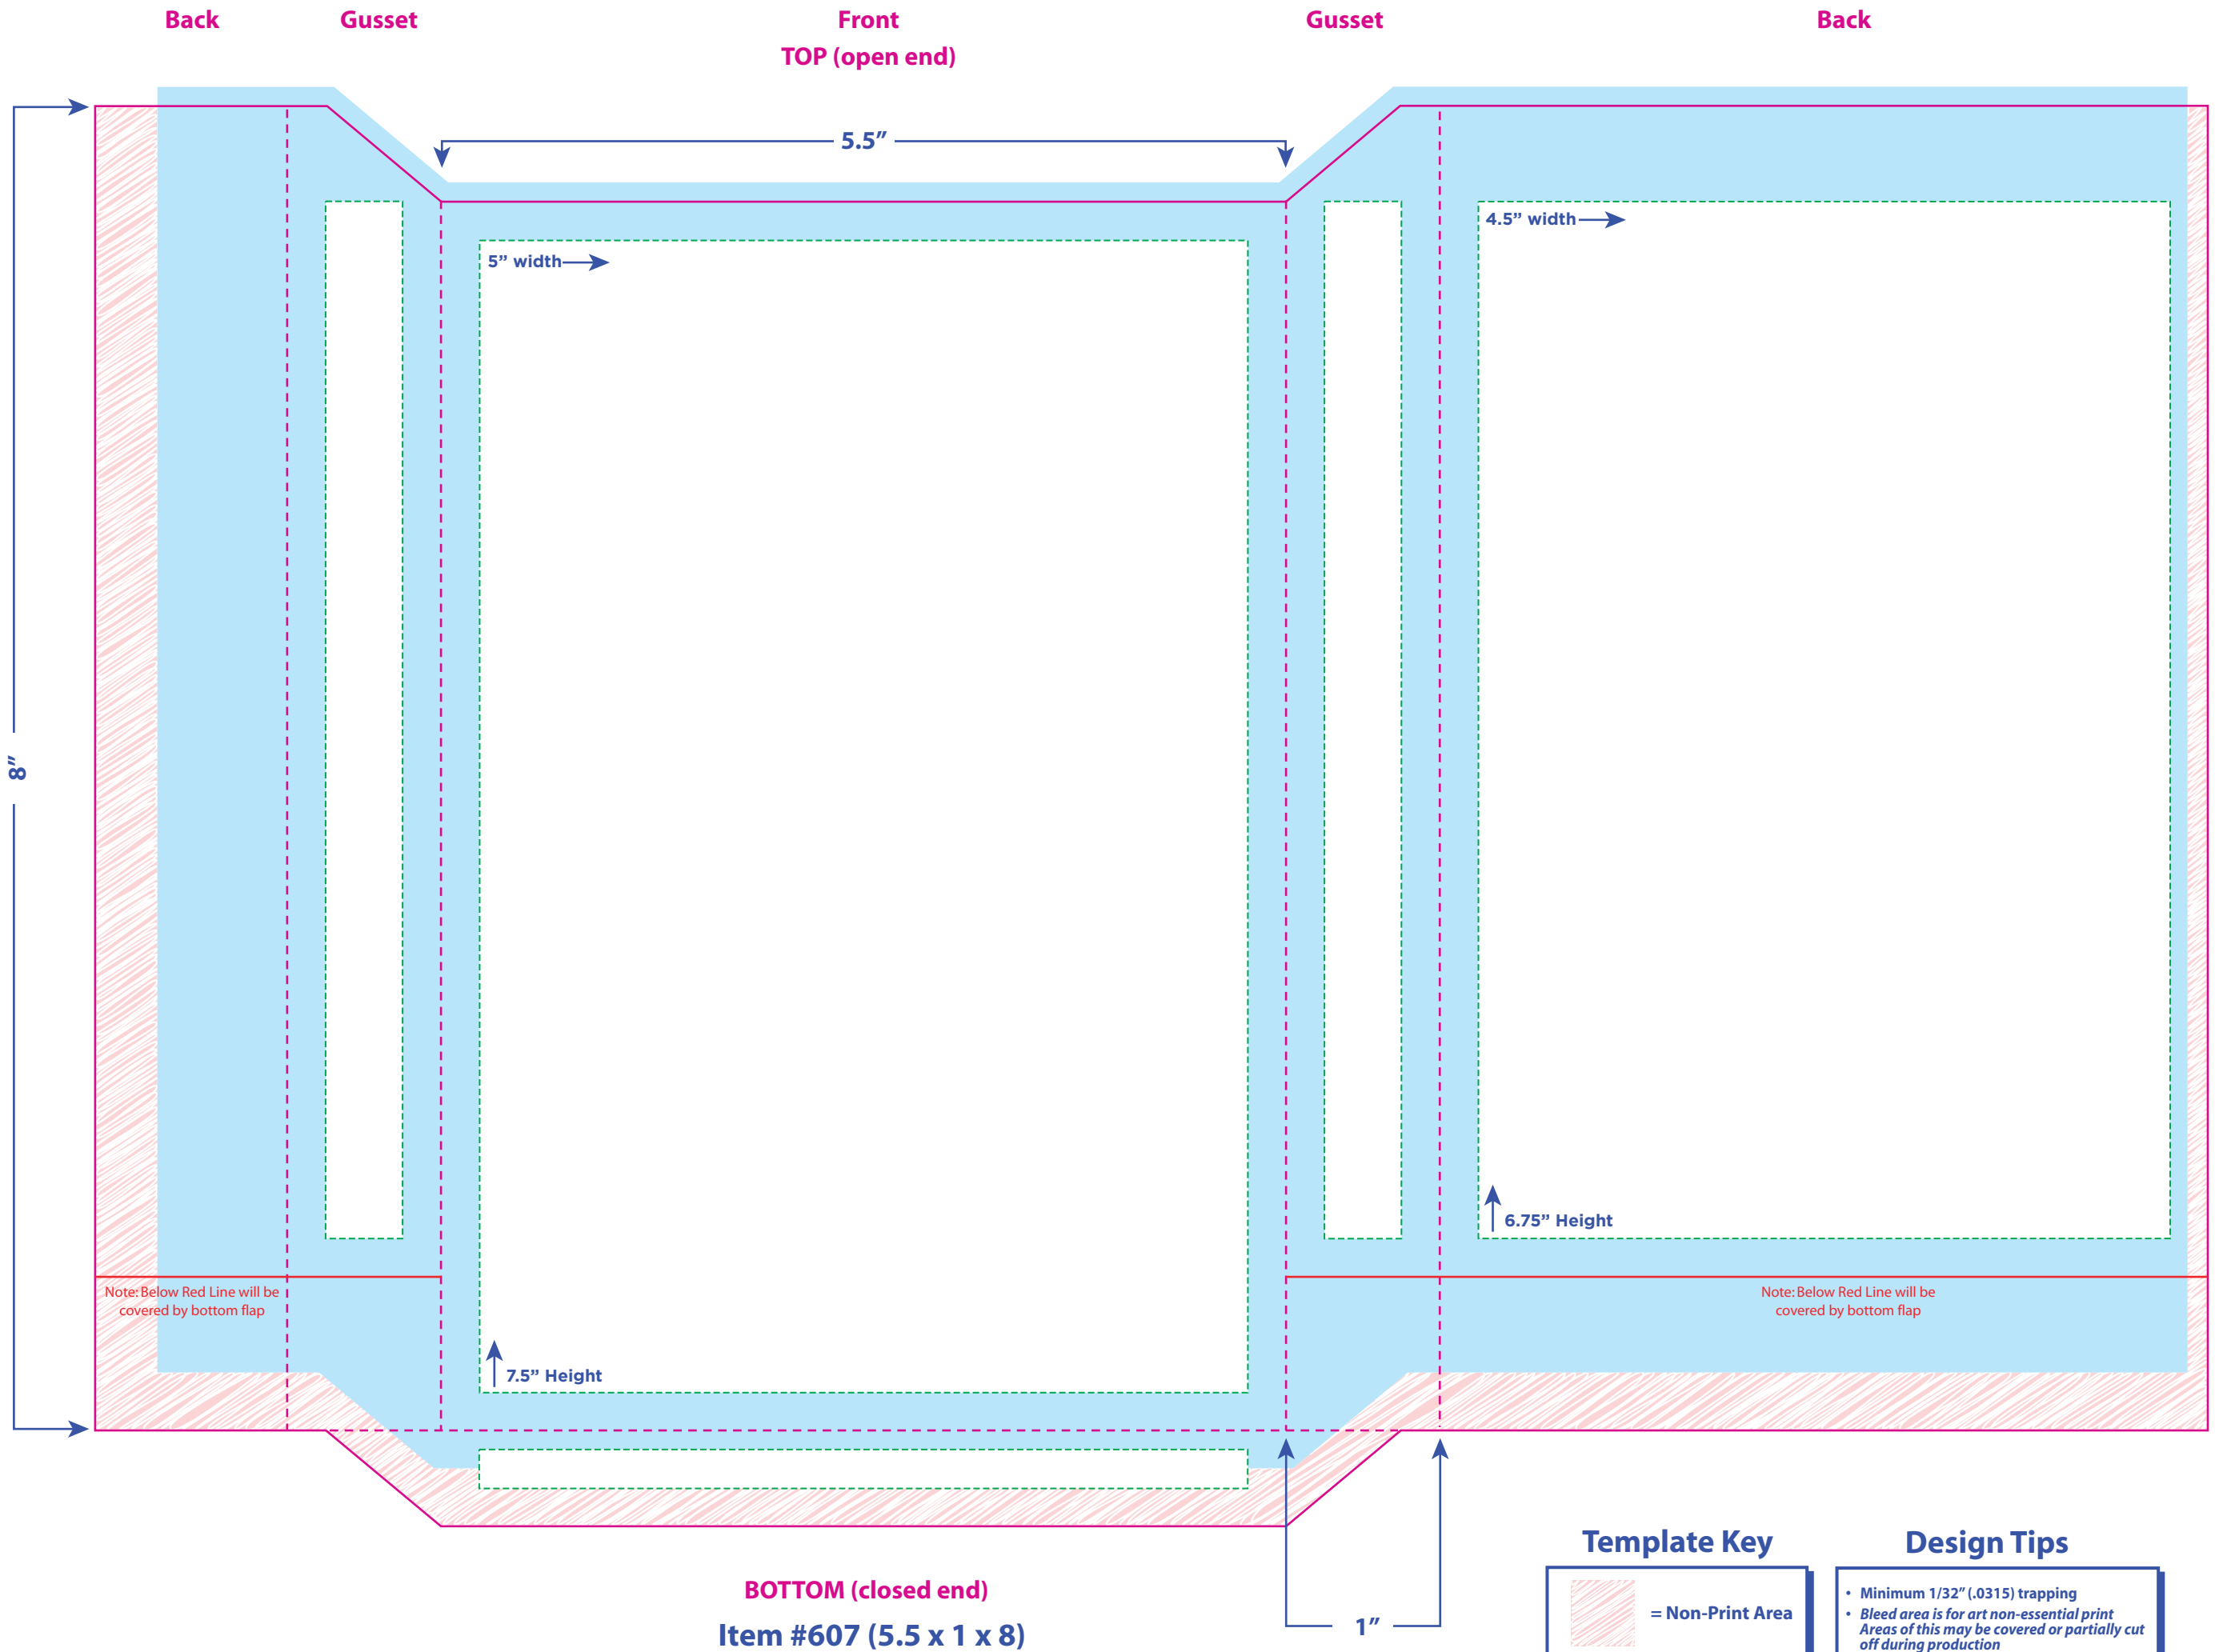 Back
Gusset
Front
Gusset
Back
TOP (open end)
5.5”
4.5” width
5” width
8”
6.75” Height
Note: Below Red Line will be
covered by bottom flap
Note: Below Red Line will be
covered by bottom flap
7.5” Height
Template Key
Design Tips
BOTTOM (closed end)
• Minimum 1/32” (.0315) trapping
= Non-Print Area
• Bleed area is for art non-essential print
Areas of this may be covered or partially cut
off during production
1”
Item #607 (5.5 x 1 x 8)